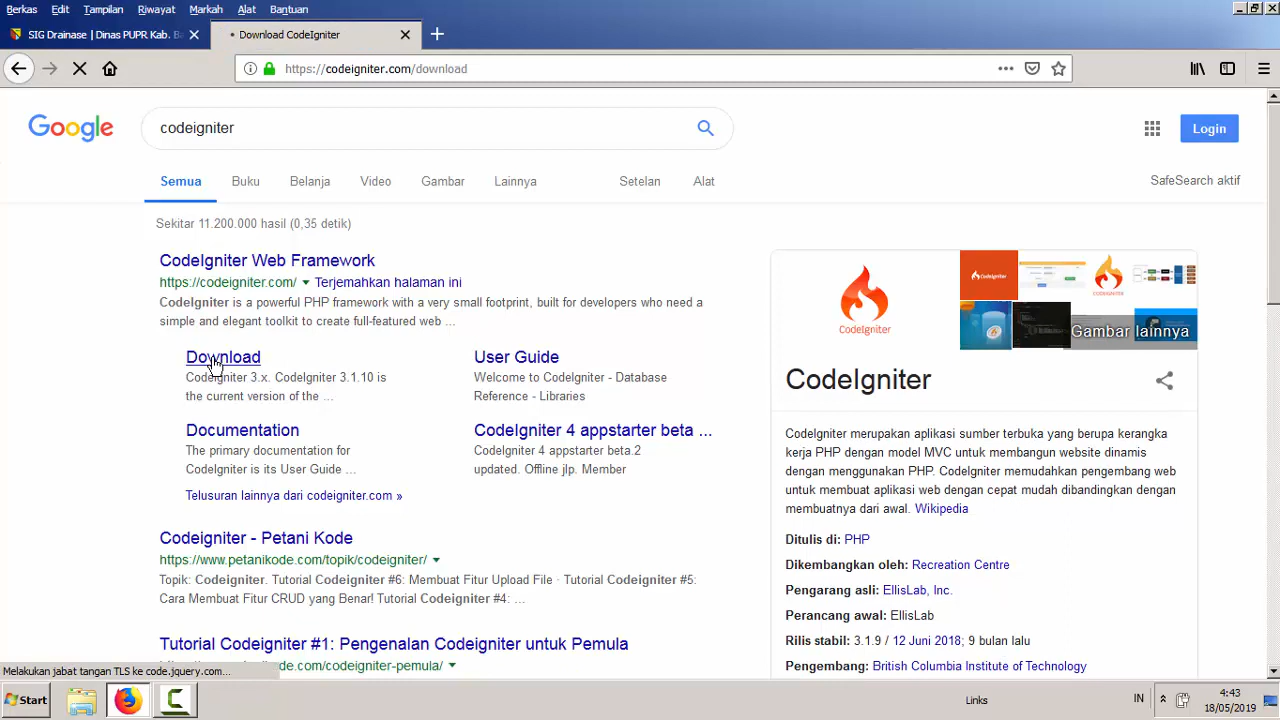 Berkas Edit Tampilan Riwayat Markah Alat Bantuan
SIG Drainase | Dinas PUPR Kab. Ba
Download CodeIgniter
https://codeigniter.com/download
Google
codeigniter
Login
Semua Buku Belanja Video Gambar Lainnya Setelan Alat
SafeSearch aktif
Sekitar 11.200.000 hasil (0,35 detik)
CodeIgniter Web Framework
https://codeigniter.com/ Terjemahkan halaman ini
CodeIgniter is a powerful PHP framework with a very small footprint, built for developers who need a
simple and elegant toolkit to create full-featured web ...
Download
CodeIgniter 3.x. CodeIgniter 3.1.10 is
the current version of the ...
User Guide
Welcome to CodeIgniter - Database
Reference - Libraries
Documentation
The primary documentation for
CodeIgniter is its User Guide ...
CodeIgniter 4 appstarter beta ...
CodeIgniter 4 appstarter beta.2
updated. Offline jlp. Member
Telusuran lainnya dari codeigniter.com »
Codeigniter - Petani Kode
https://www.petanikode.com/topik/codeigniter/
Topik: Codeigniter. Tutorial Codeigniter #6: Membuat Fitur Upload File · Tutorial Codeigniter #5:
Cara Membuat Fitur CRUD yang Benar! Tutorial Codeigniter #4: ...
Tutorial Codeigniter #1: Pengenalan Codeigniter untuk Pemula
kode.com/codeigniter-pemula/
CodeIgniter
CodeIgniter
Gambar lainnya
CodeIgniter
CodeIgniter merupakan aplikasi sumber terbuka yang berupa kerangka
kerja PHP dengan model MVC untuk membangun website dinamis
dengan menggunakan PHP. CodeIgniter memudahkan pengembang web
untuk membuat aplikasi web dengan cepat mudah dibandingkan dengan
membuatnya dari awal. Wikipedia
Ditulis di: PHP
Dikembangkan oleh: Recreation Centre
Pengarang asli: EllisLab, Inc.
Perancang awal: EllisLab
Rilis stabil: 3.1.9 / 12 Juni 2018; 9 bulan lalu
Pengembang: British Columbia Institute of Technology
Melakukan jabat tangan TLS ke code.jquery.com...
Start
Links
IN
4:43
18/05/2019